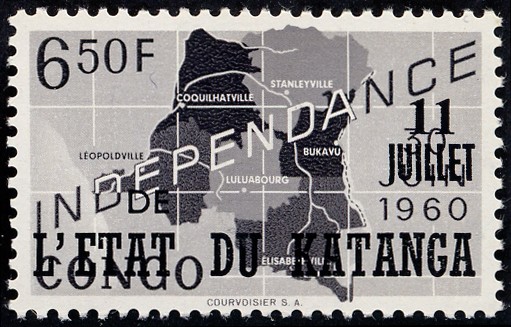 6 50F
STANLEYVILLE
COQUILHATVILLE
INDEPENDANCE
11
30
BUKAVU
JUILLET
JUIN
LÉOPOLDVILLE
LULUABOURG
DE
1960
L'ETAT DU KATANGA
CONGO
ELISABETHVILLE
COURVOISIER S. A.